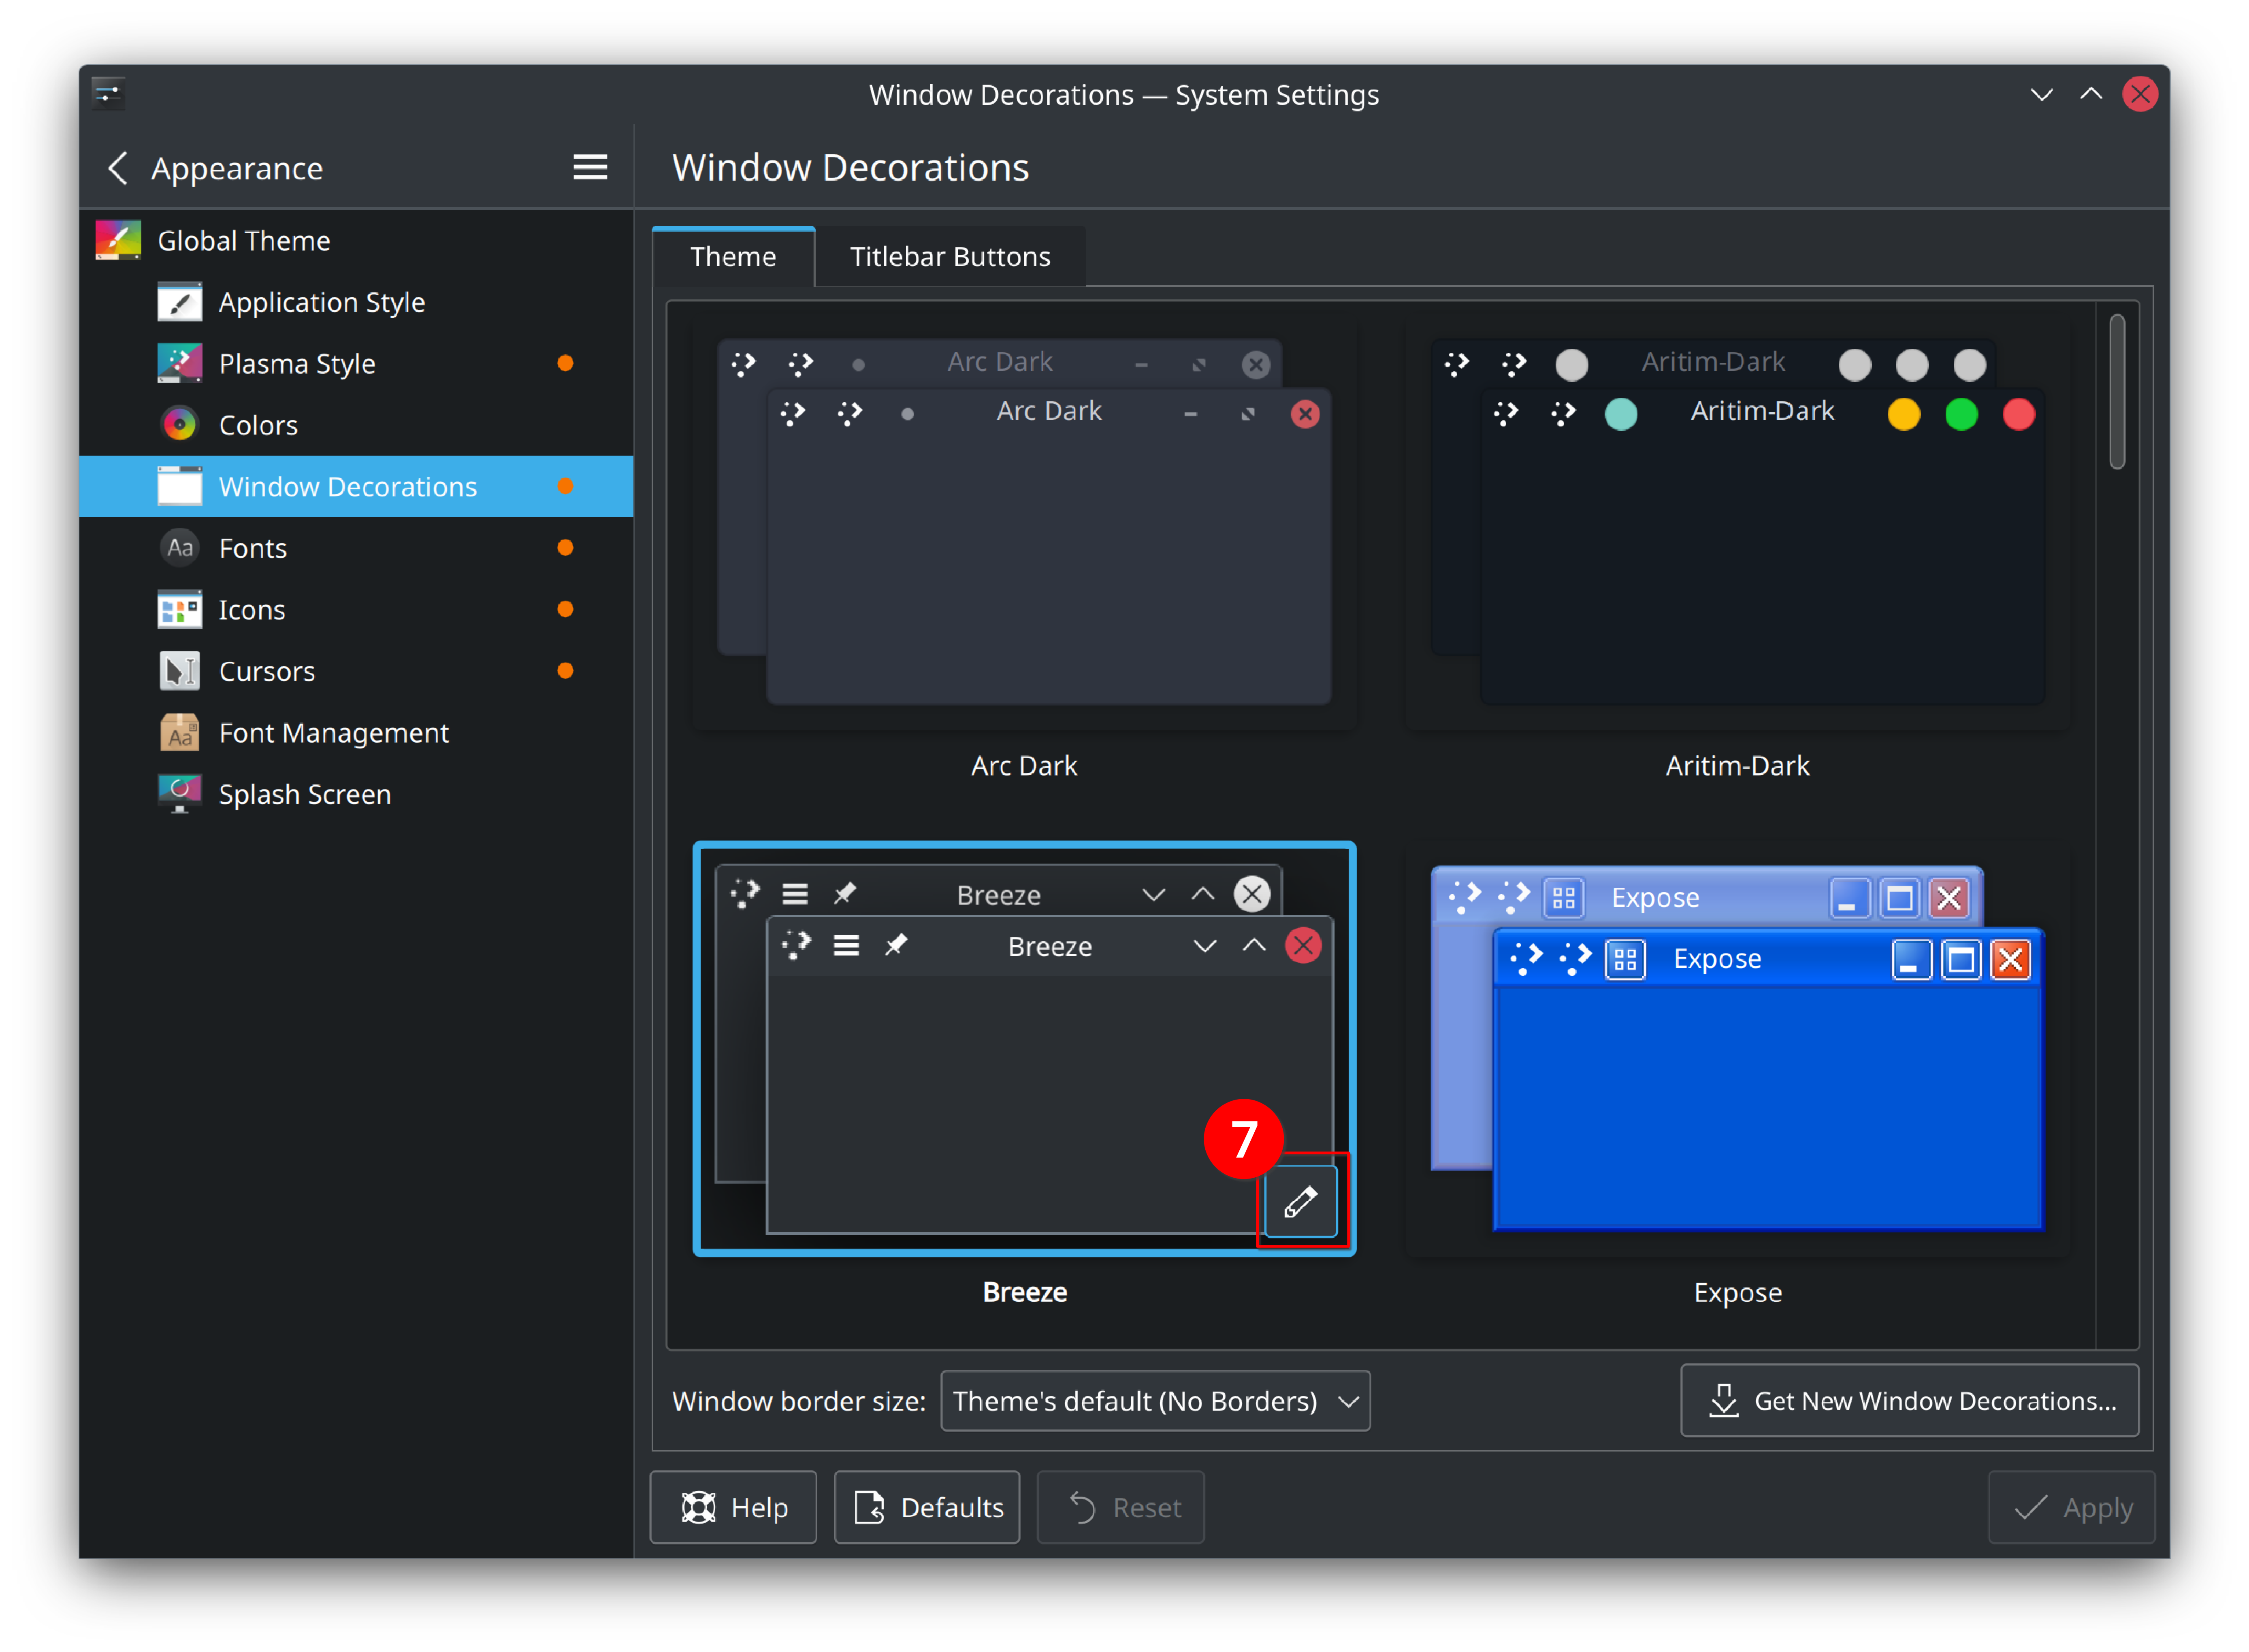 Window Decorations — System Settings
Appearance
Window Decorations
Global Theme
Application Style
Plasma Style
Colors
Window Decorations
Aa Fonts
Icons
Cursors
Aa Font Management
Splash Screen
Theme
Titlebar Buttons
Arc Dark
Arc Dark
Arc Dark
Aritim-Dark
Aritim-Dark
Aritim-Dark
Breeze
Breeze
7
Breeze
Expose
Expose
Expose
Window border size: Theme's default (No Borders)
Get New Window Decorations...
Help
Defaults
Reset
Apply